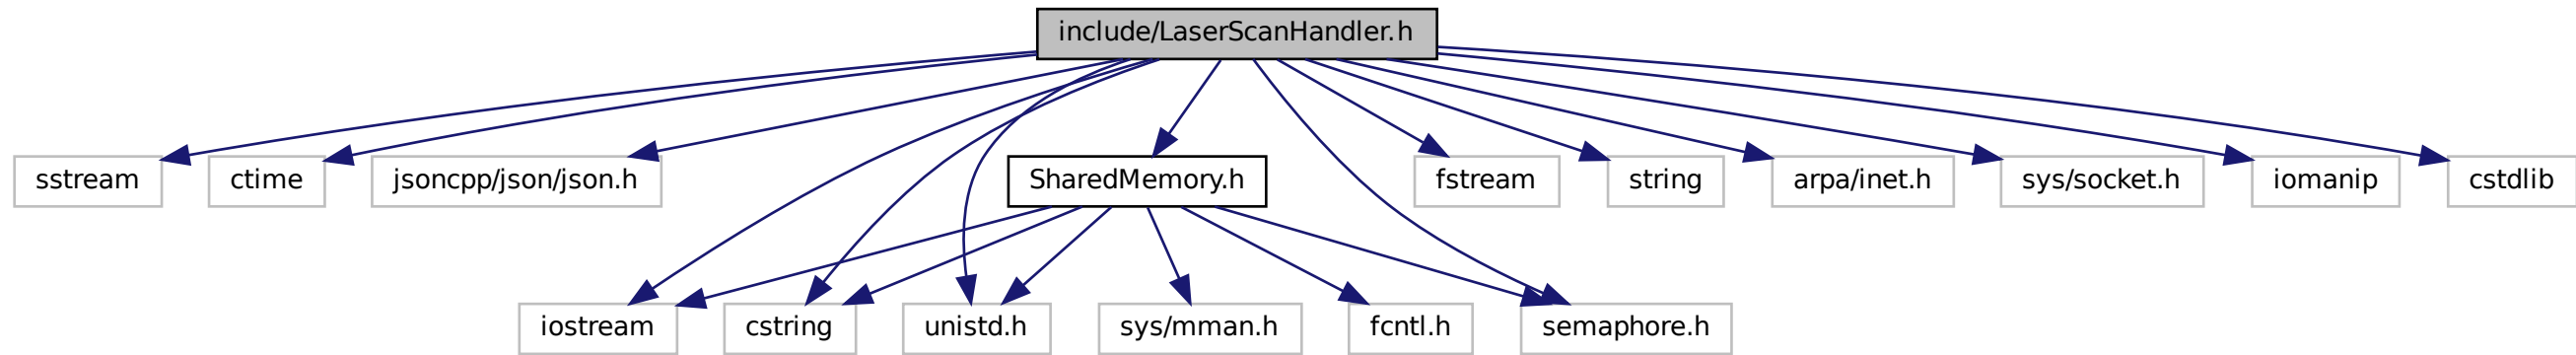 include/LaserScanHandler.h
sstream
ctime
jsoncpp/json/json.h
SharedMemory.h
fstream
string
arpa/inet.h
sys/socket.h
iomanip
cstdlib
iostream
cstring
unistd.h
sys/mman.h
fcntl.h
semaphore.h